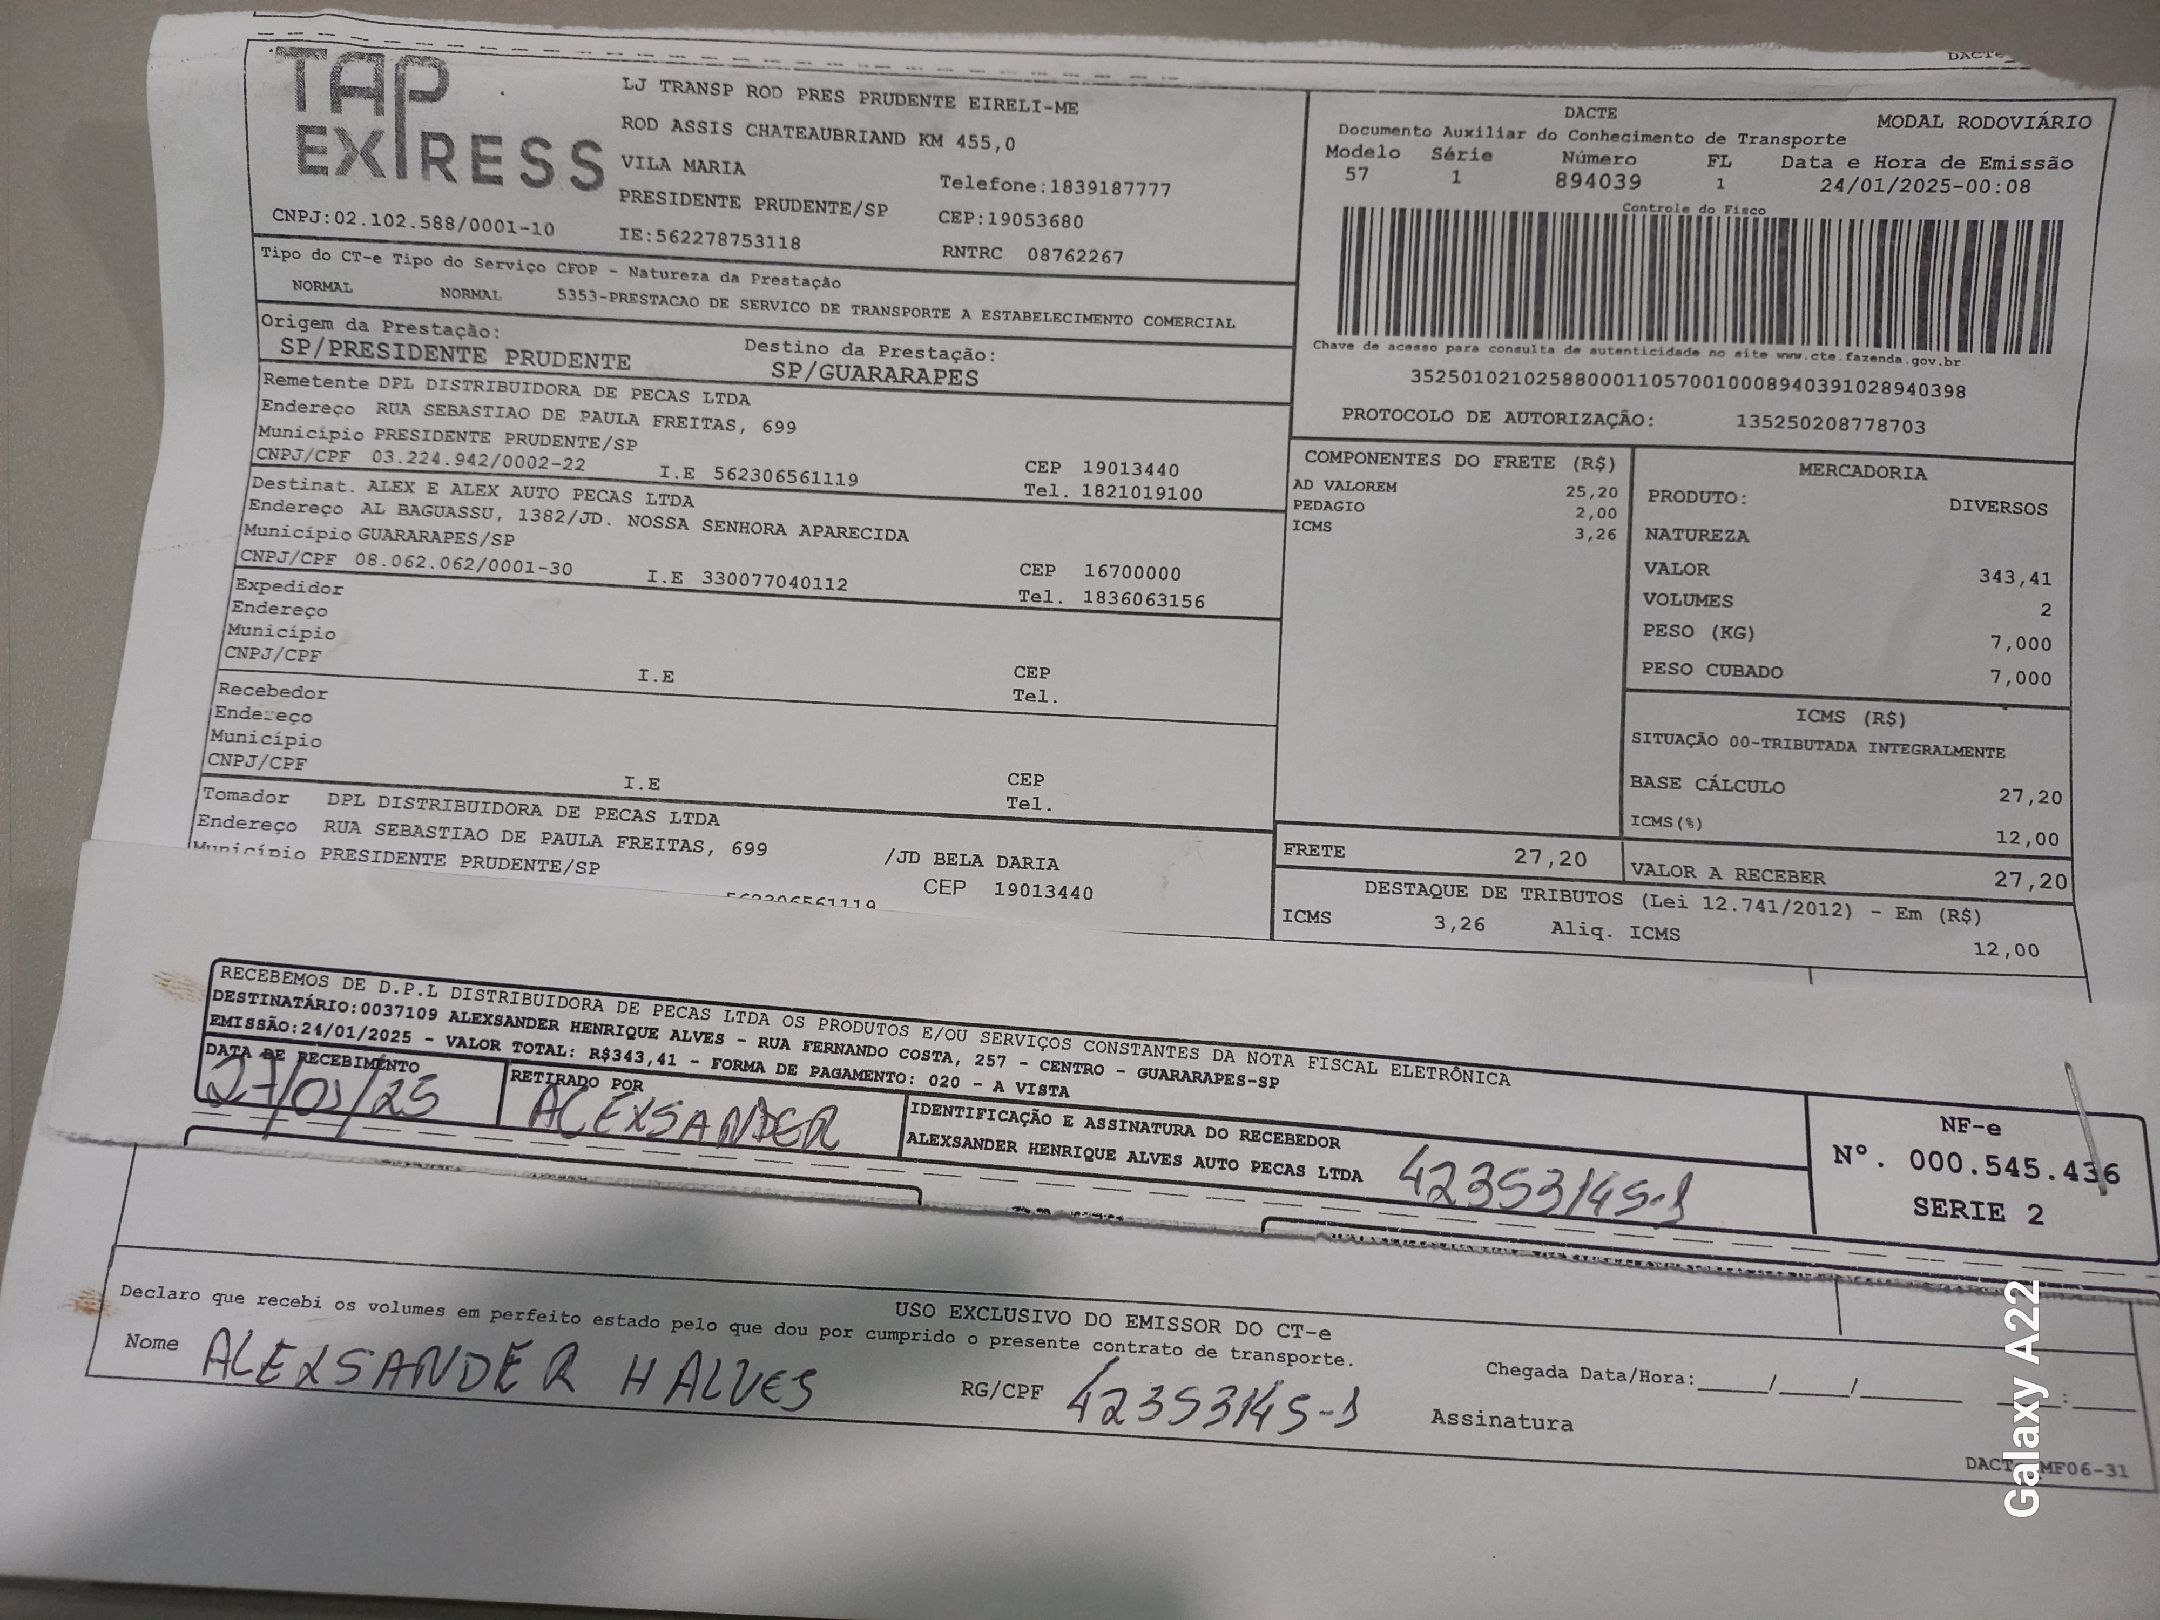 DACTE
TAP
EXPRESS
LJ TRANSP ROD PRES PRUDENTE EIRELI-ME
ROD ASSIS CHATEAUBRIAND KM 455,0
VILA MARIA
Telefone:1839187777
PRESIDENTE PRUDENTE/SP
CEP:19053680
CNPJ:02.102.588/0001-10
IE:562278753118
RNTRC 08762267
DACTE
MODAL RODOVIÁRIO
Documento Auxiliar do Conhecimento de Transporte
Modelo Série Número FL Data e Hora de Emissão
57 1 894039 1 24/01/2025-00:08
Controle do Fisco
Chave de acesso para consulta de autenticidade no site www.cte.fazenda.gov.br
35250102102588000110570010008940391028940398
PROTOCOLO DE AUTORIZAÇÃO: 135250208778703
Tipo do CT-e Tipo do Serviço CFOP - Natureza da Prestação
NORMAL NORMAL 5353-PRESTACAO DE SERVICO DE TRANSPORTE A ESTABELECIMENTO COMERCIAL
Origem da Prestação: Destino da Prestação:
SP/PRESIDENTE PRUDENTE SP/GUARARAPES
Remetente DPL DISTRIBUIDORA DE PECAS LTDA
Endereço RUA SEBASTIAO DE PAULA FREITAS, 699
Município PRESIDENTE PRUDENTE/SP CEP 19013440
CNPJ/CPF 03.224.942/0002-22 I.E 562306561119 Tel. 1821019100
Destinat. ALEX E ALEX AUTO PECAS LTDA
Endereço AL BAGUASSU, 1382/JD. NOSSA SENHORA APARECIDA
Município GUARARAPES/SP CEP 16700000
CNPJ/CPF 08.062.062/0001-30 I.E 330077040112 Tel. 1836063156
Expedidor
Endereço
Município CEP
CNPJ/CPF I.E Tel.
Recebedor
Endereço
Município CEP
CNPJ/CPF I.E Tel.
Tomador DPL DISTRIBUIDORA DE PECAS LTDA
Endereço RUA SEBASTIAO DE PAULA FREITAS, 699 /JD BELA DARIA
Município PRESIDENTE PRUDENTE/SP CEP 19013440
562306561119
COMPONENTES DO FRETE (R$)
AD VALOREM 25,20
PEDAGIO 2,00
ICMS 3,26
MERCADORIA
PRODUTO: DIVERSOS
NATUREZA
VALOR 343,41
VOLUMES 2
PESO (KG) 7,000
PESO CUBADO 7,000
ICMS (R$)
SITUAÇÃO 00-TRIBUTADA INTEGRALMENTE
BASE CÁLCULO 27,20
ICMS(%) 12,00
FRETE 27,20 VALOR A RECEBER 27,20
DESTAQUE DE TRIBUTOS (Lei 12.741/2012) - Em (R$)
ICMS 3,26 Aliq. ICMS 12,00
RECEBEMOS DE D.P.L DISTRIBUIDORA DE PECAS LTDA OS PRODUTOS E/OU SERVIÇOS CONSTANTES DA NOTA FISCAL ELETRÔNICA
DESTINATÁRIO:0037109 ALEXSANDER HENRIQUE ALVES - RUA FERNANDO COSTA, 257 - CENTRO - GUARARAPES-SP
EMISSÃO:24/01/2025 - VALOR TOTAL: R$343,41 - FORMA DE PAGAMENTO: 020 - A VISTA
DATA DE RECEBIMENTO
27/01/25
RETIRADO POR
ALEXSANDER
IDENTIFICAÇÃO E ASSINATURA DO RECEBEDOR
ALEXSANDER HENRIQUE ALVES AUTO PECAS LTDA 42353145-1
NF-e
Nº. 000.545.436
SERIE 2
USO EXCLUSIVO DO EMISSOR DO CT-e
Declaro que recebi os volumes em perfeito estado pelo que dou por cumprido o presente contrato de transporte.
Nome ALEXSANDER H ALVES RG/CPF 42353145-1
Chegada Data/Hora:_____/_____/_______ ____:____
Assinatura
DACT MF06-31
Galaxy A22